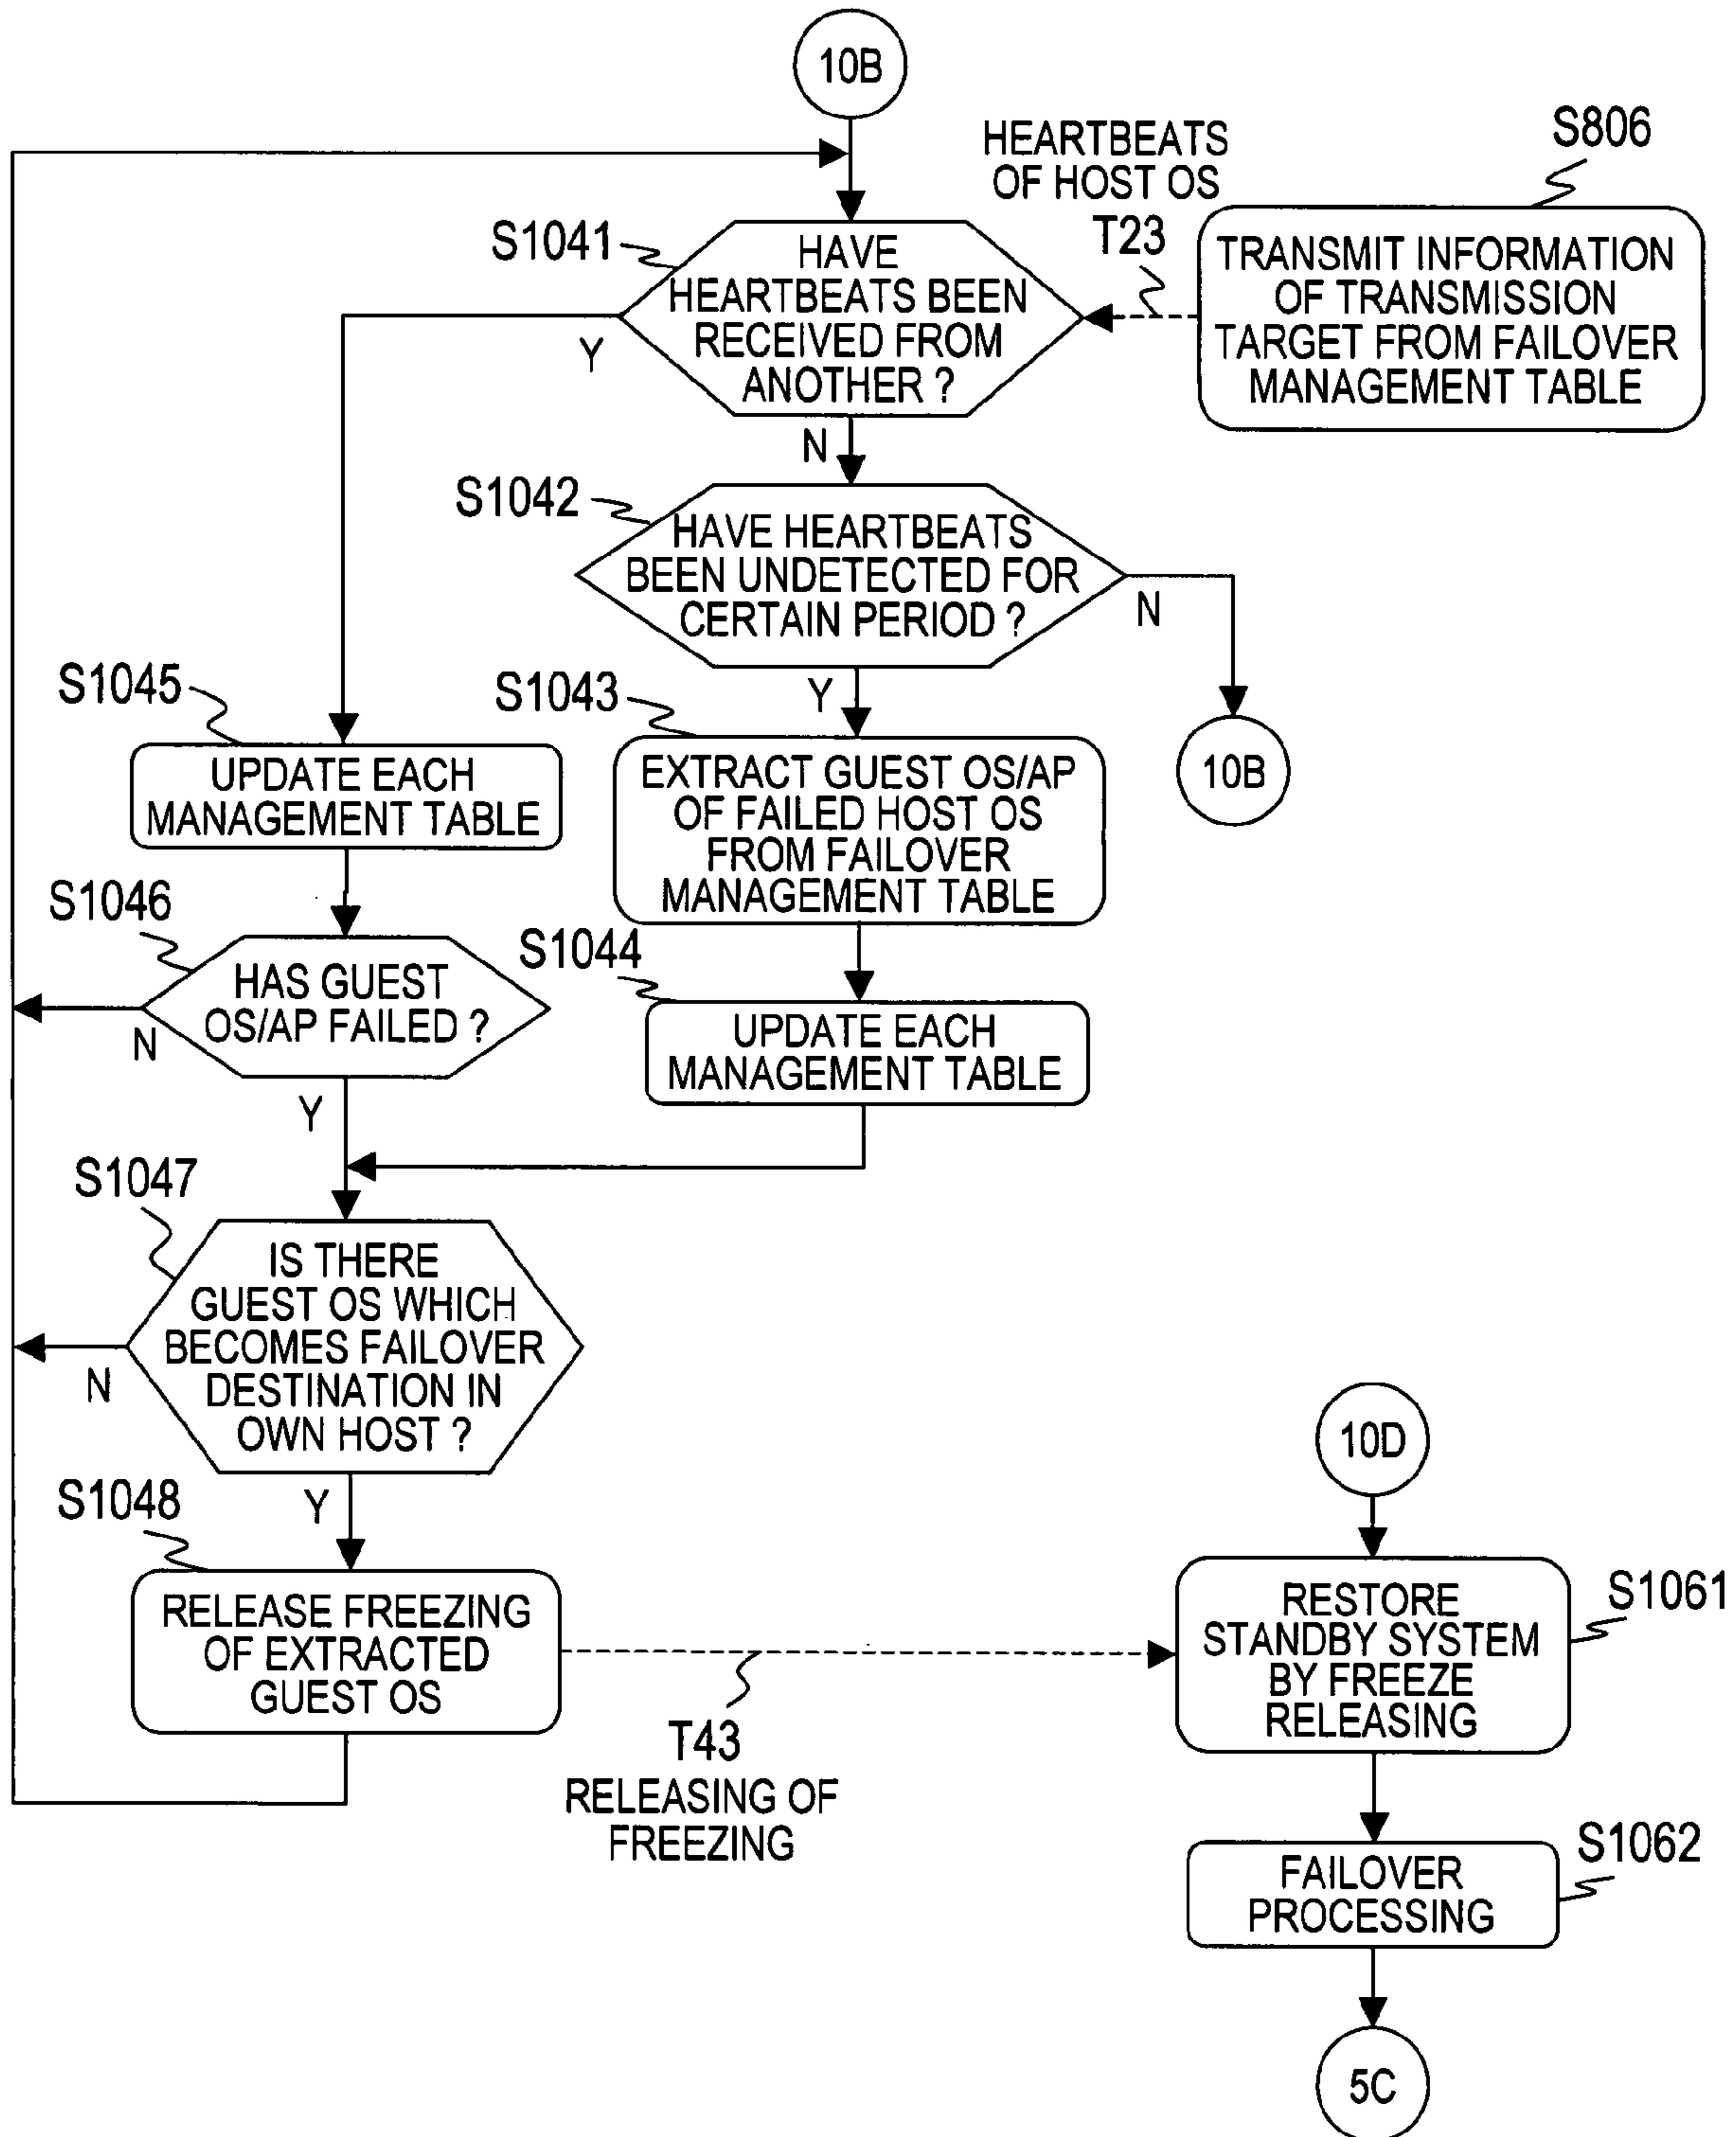 10B
HEARTBEATS
OF HOST OS
T23
S806
TRANSMIT INFORMATION
OF TRANSMISSION
TARGET FROM FAILOVER
MANAGEMENT TABLE
S1041
HAVE
HEARTBEATS BEEN
RECEIVED FROM
ANOTHER ?
Y
N
S1042
HAVE HEARTBEATS
BEEN UNDETECTED FOR
CERTAIN PERIOD ?
N
Y
10B
S1045
UPDATE EACH
MANAGEMENT TABLE
S1043
EXTRACT GUEST OS/AP
OF FAILED HOST OS
FROM FAILOVER
MANAGEMENT TABLE
S1046
HAS GUEST
OS/AP FAILED ?
N
Y
S1044
UPDATE EACH
MANAGEMENT TABLE
S1047
IS THERE
GUEST OS WHICH
BECOMES FAILOVER
DESTINATION IN
OWN HOST ?
N
Y
S1048
RELEASE FREEZING
OF EXTRACTED
GUEST OS
T43
RELEASING OF
FREEZING
10D
S1061
RESTORE
STANDBY SYSTEM
BY FREEZE
RELEASING
S1062
FAILOVER
PROCESSING
5C